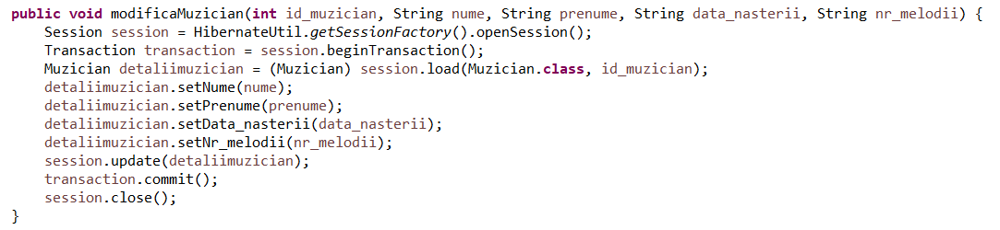 public void modificaMuzician(int id_muzician, String nume, String prenume, String data_nasterii, String nr_melodii) {
Session session = HibernateUtil.getSessionFactory().openSession();
Transaction transaction = session.beginTransaction();
Muzician detaliimuzician = (Muzician) session.load(Muzician.class, id_muzician);
detaliimuzician.setNume(nume);
detaliimuzician.setPrenume(prenume);
detaliimuzician.setData_nasterii(data_nasterii);
detaliimuzician.setNr_melodii(nr_melodii);
session.update(detaliimuzician);
transaction.commit();
session.close();
}